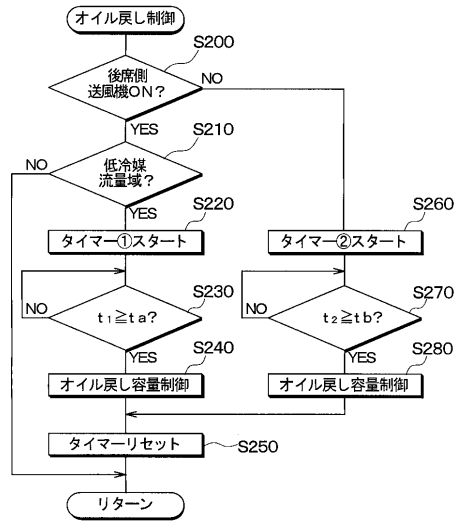 オイル戻し制御
S200
後席側
送風機ON?
NO
YES
S210
低冷媒
流量域?
NO
YES
S220
タイマー①スタート
S260
タイマー②スタート
S230
t₁≧ta?
NO
YES
S270
t₂≧tb?
NO
YES
S240
オイル戻し容量制御
S280
オイル戻し容量制御
タイマーリセット
S250
リターン